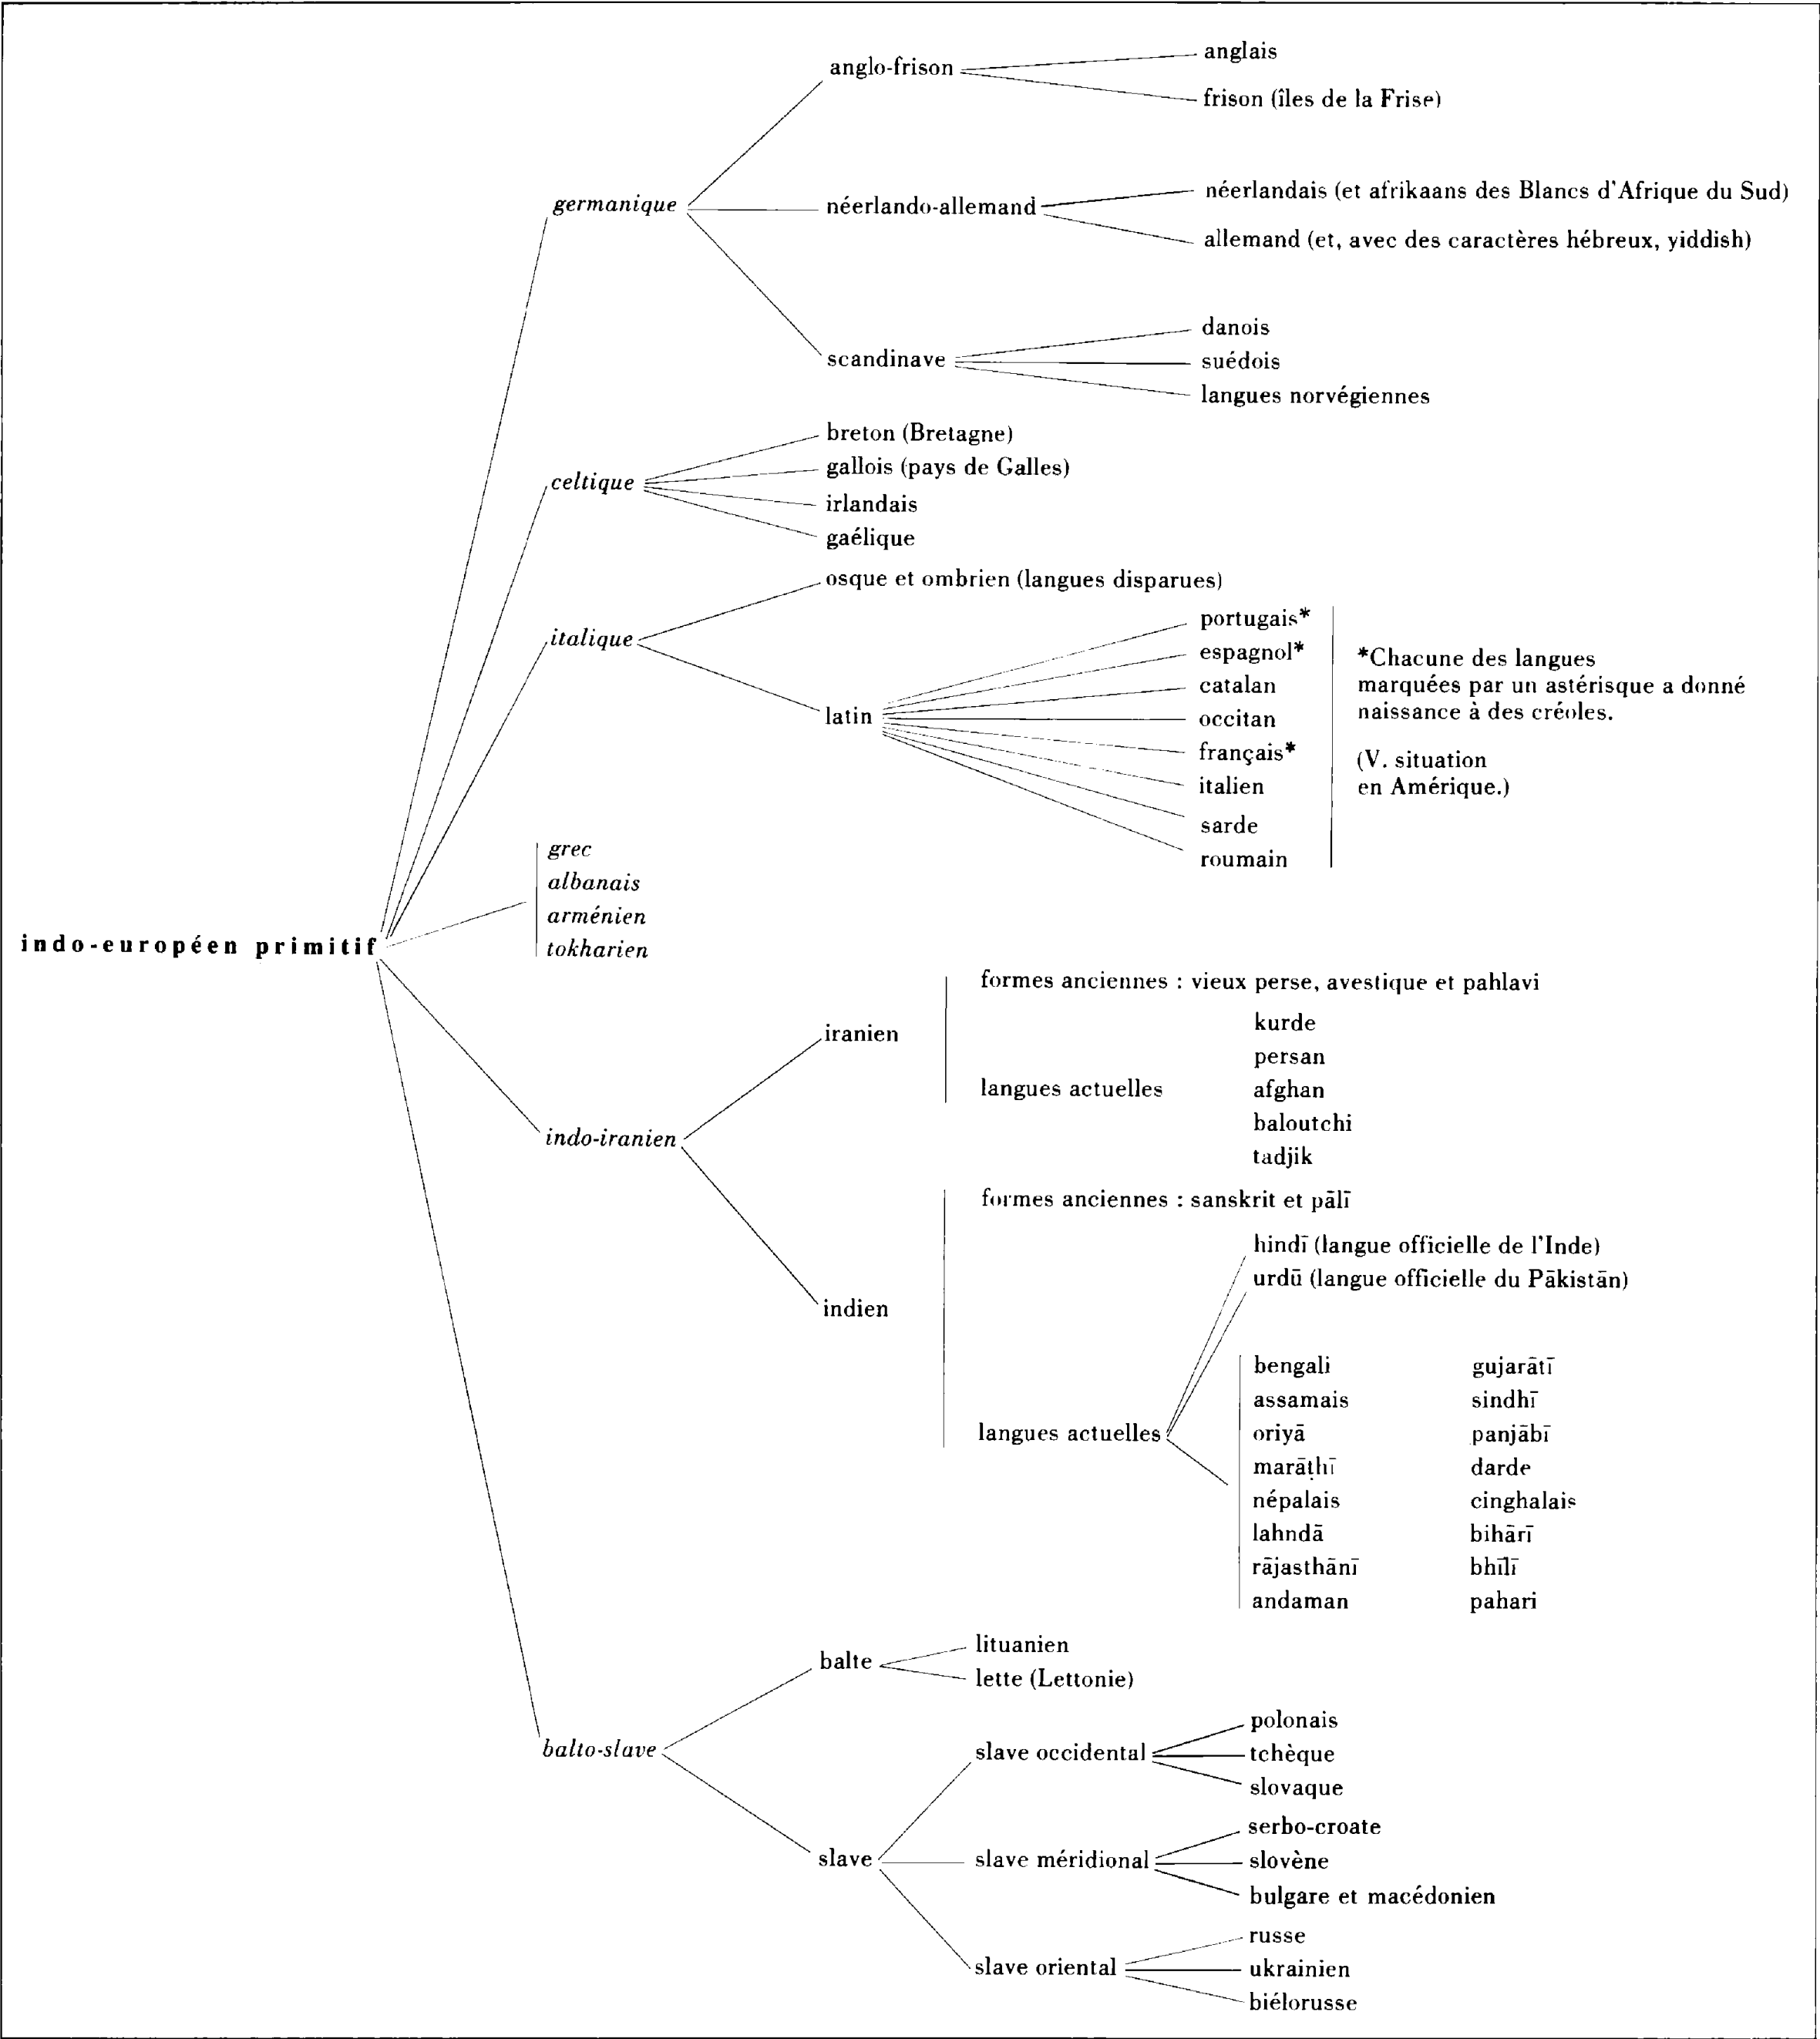 anglo-frison
anglais
frison (îles de la Frise)
germanique
néerlando-allemand
néerlandais (et afrikaans des Blancs d'Afrique du Sud)
allemand (et, avec des caractères hébreux, yiddish)
scandinave
danois
suédois
langues norvégiennes
celtique
breton (Bretagne)
gallois (pays de Galles)
irlandais
gaélique
italique
osque et ombrien (langues disparues)
latin
portugais*
espagnol*
catalan
occitan
français*
italien
sarde
roumain
*Chacune des langues
marquées par un astérisque a donné
naissance à des créoles.
(V. situation
en Amérique.)
grec
albanais
arménien
tokharien
indo-européen primitif
indo-iranien
iranien
formes anciennes : vieux perse, avestique et pahlavi
langues actuelles
kurde
persan
afghan
baloutchi
tadjik
indien
formes anciennes : sanskrit et pālī
langues actuelles
hindī (langue officielle de l'Inde)
urdū (langue officielle du Pākistān)
bengali
assamais
oriyā
marāṭhī
népalais
lahndā
rājasthānī
andaman
gujarātī
sindhī
panjābī
darde
cinghalais
bihārī
bhīlī
pahari
balto-slave
balte
lituanien
lette (Lettonie)
slave
slave occidental
polonais
tchèque
slovaque
slave méridional
serbo-croate
slovène
bulgare et macédonien
slave oriental
russe
ukrainien
biélorusse